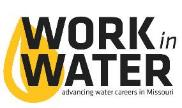 WORK in
WATER
advancing water careers in Missouri